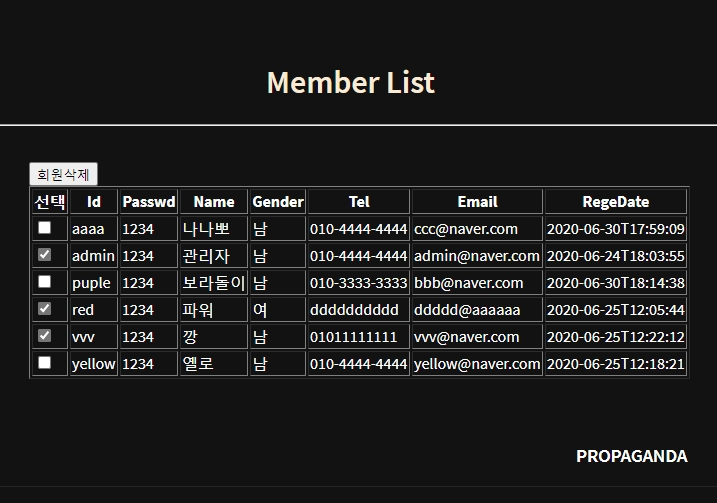 Member List
회원삭제
선택 Id Passwd Name Gender Tel Email RegeDate
aaaa 1234 나나뽀 남 010-4444-4444 ccc@naver.com 2020-06-30T17:59:09
admin 1234 관리자 남 010-4444-4444 admin@naver.com 2020-06-24T18:03:55
puple 1234 보라돌이 남 010-3333-3333 bbb@naver.com 2020-06-30T18:14:38
red 1234 파워 여 dddddddddd ddddd@aaaaaa 2020-06-25T12:05:44
vvv 1234 깡 남 01011111111 vvv@naver.com 2020-06-25T12:22:12
yellow 1234 옐로 남 010-4444-4444 yellow@naver.com 2020-06-25T12:18:21
PROPAGANDA